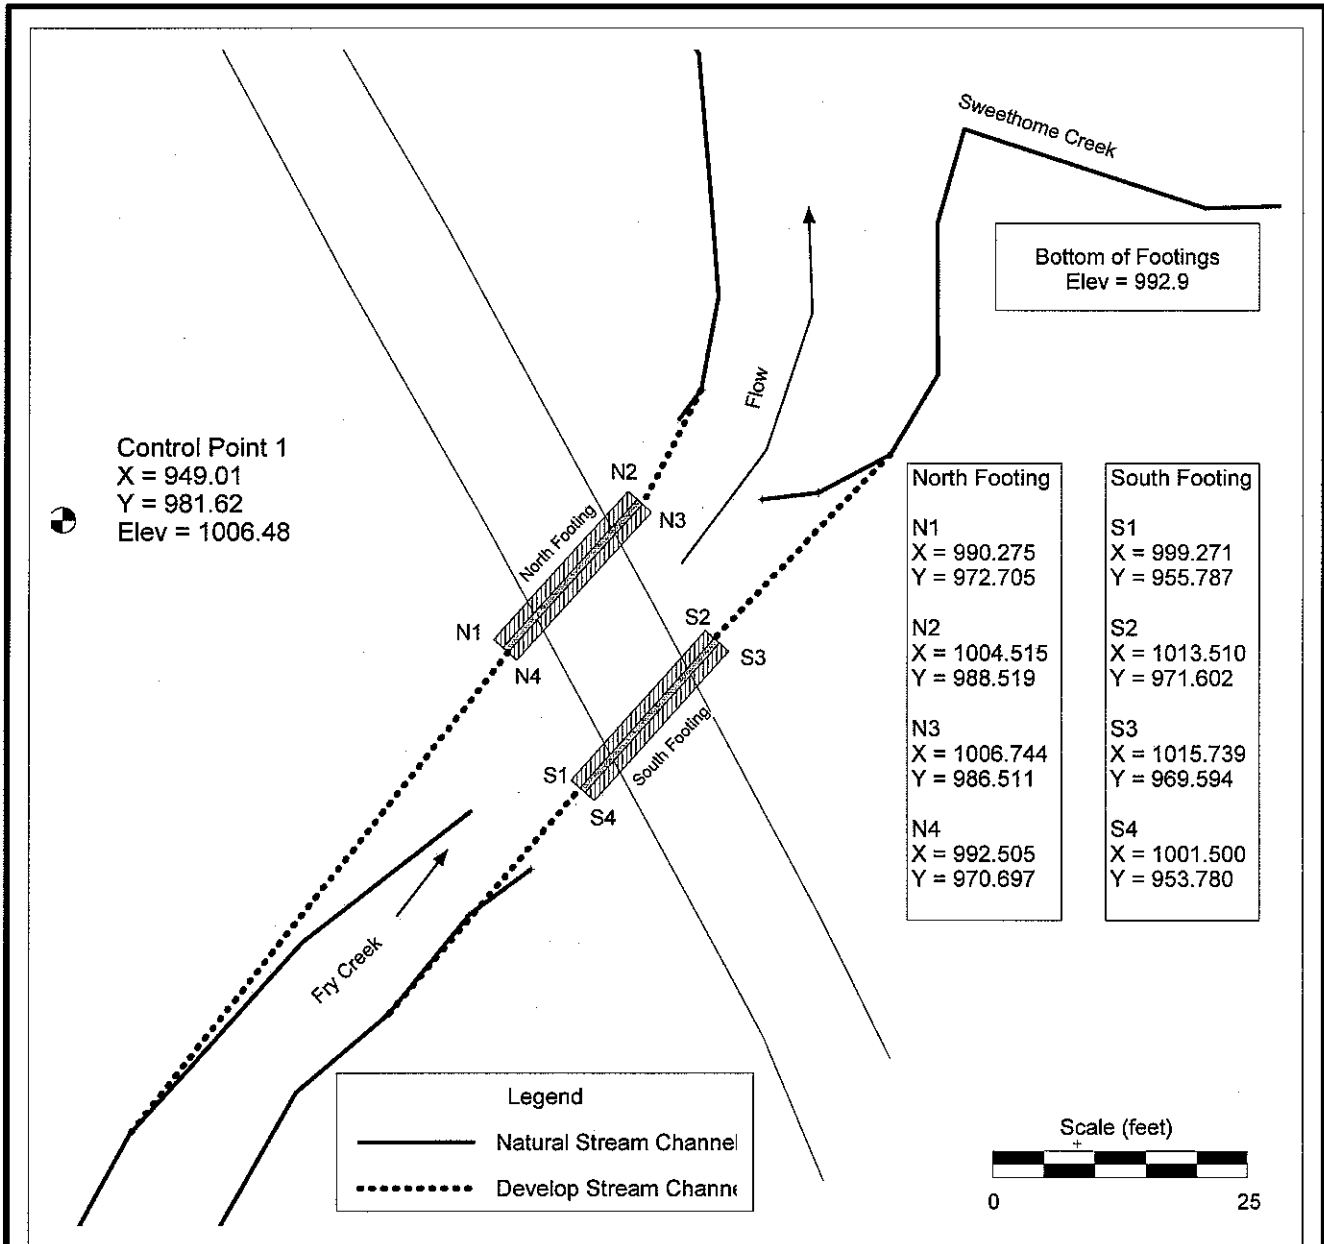 Sweethome Creek
Bottom of Footings
Elev = 992.9
Flow
Control Point 1
X = 949.01
Y = 981.62
Elev = 1006.48
N2
N3
North Footing
N1
N4
S2
S3
South Footing
S1
S4
Fry Creek
North Footing
N1
X = 990.275
Y = 972.705
N2
X = 1004.515
Y = 988.519
N3
X = 1006.744
Y = 986.511
N4
X = 992.505
Y = 970.697
South Footing
S1
X = 999.271
Y = 955.787
S2
X = 1013.510
Y = 971.602
S3
X = 1015.739
Y = 969.594
S4
X = 1001.500
Y = 953.780
Legend
Natural Stream Channel
Develop Stream Channe
Scale (feet)
0 25